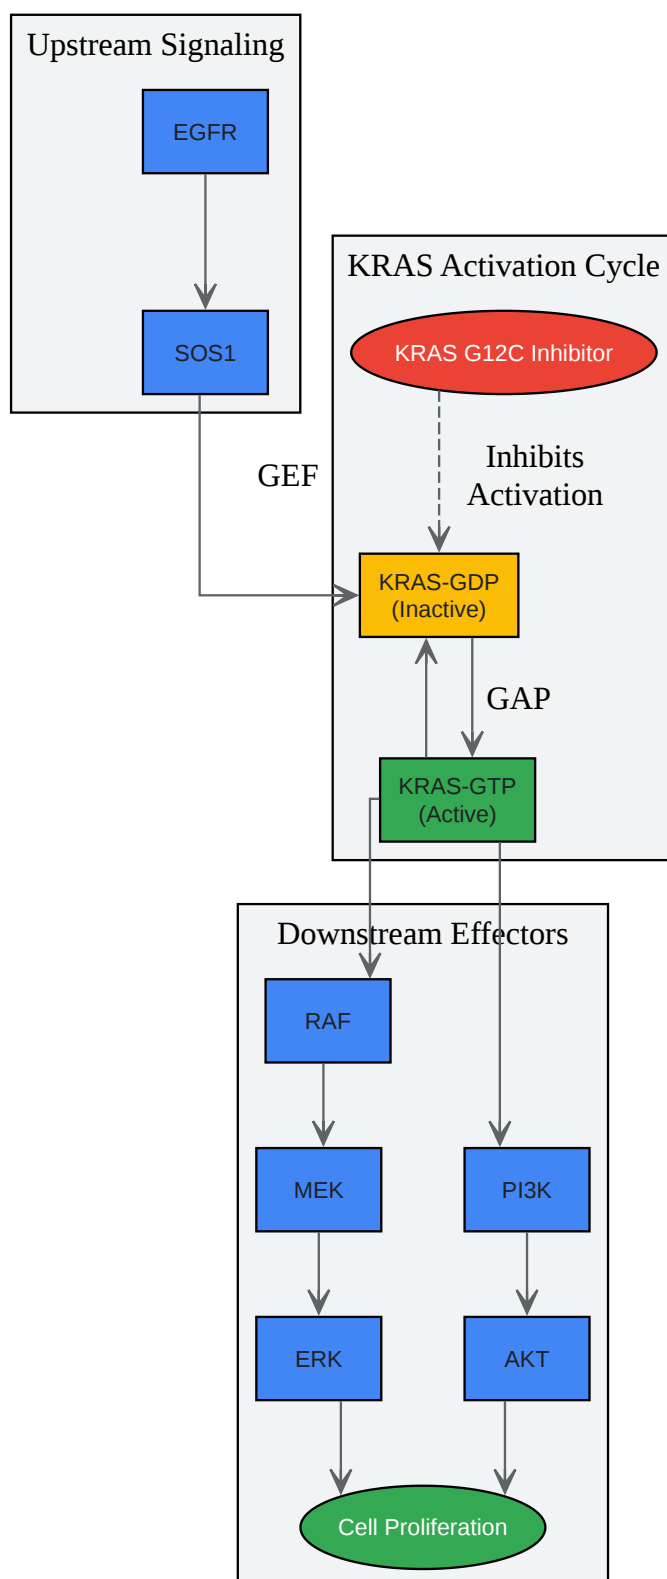 Upstream Signaling
EGFR
SOS1
GEF
KRAS Activation Cycle
KRAS G12C Inhibitor
Inhibits
Activation
KRAS-GDP
(Inactive)
GAP
KRAS-GTP
(Active)
Downstream Effectors
RAF
MEK
PI3K
ERK
AKT
Cell Proliferation